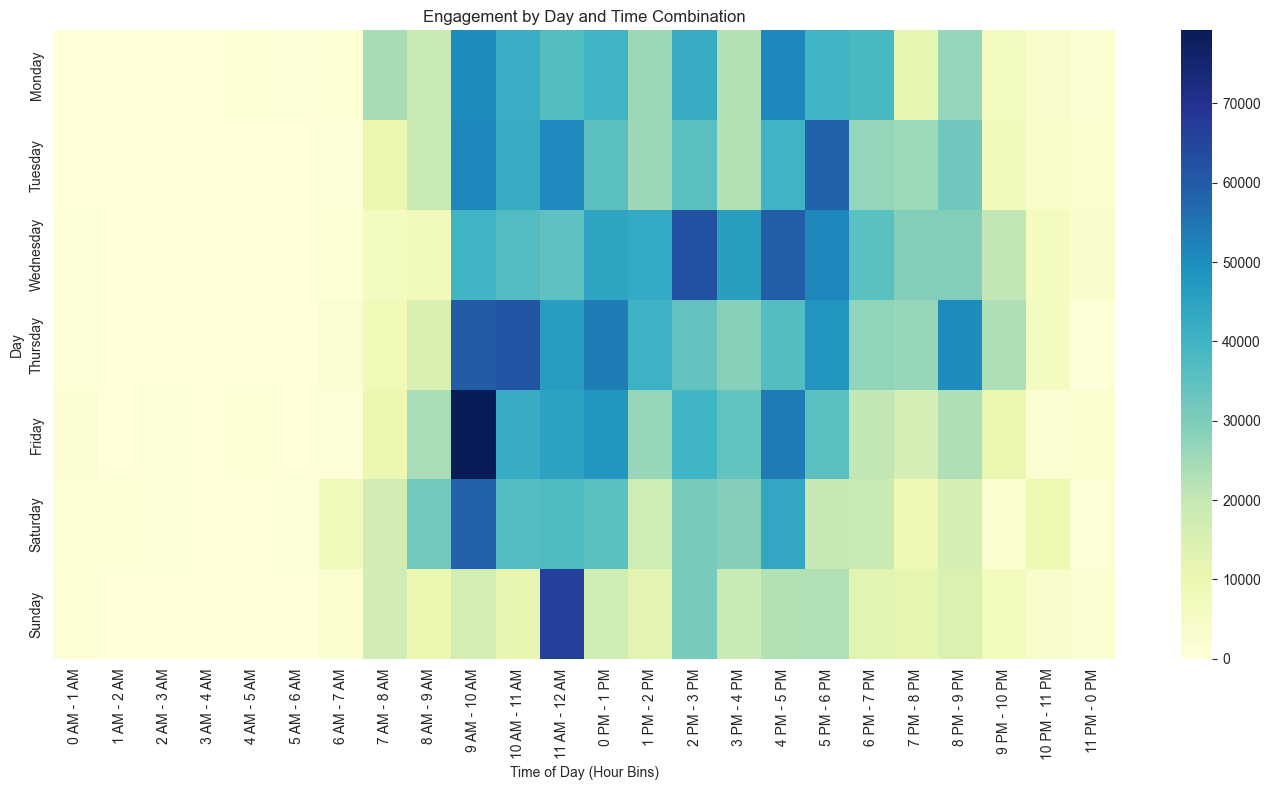 Engagement by Day and Time Combination
Day
Monday
Tuesday
Wednesday
Thursday
Friday
Saturday
Sunday
0 AM - 1 AM
1 AM - 2 AM
2 AM - 3 AM
3 AM - 4 AM
4 AM - 5 AM
5 AM - 6 AM
6 AM - 7 AM
7 AM - 8 AM
8 AM - 9 AM
9 AM - 10 AM
10 AM - 11 AM
11 AM - 12 AM
0 PM - 1 PM
1 PM - 2 PM
2 PM - 3 PM
3 PM - 4 PM
4 PM - 5 PM
5 PM - 6 PM
6 PM - 7 PM
7 PM - 8 PM
8 PM - 9 PM
9 PM - 10 PM
10 PM - 11 PM
11 PM - 0 PM
Time of Day (Hour Bins)
70000
60000
50000
40000
30000
20000
10000
0